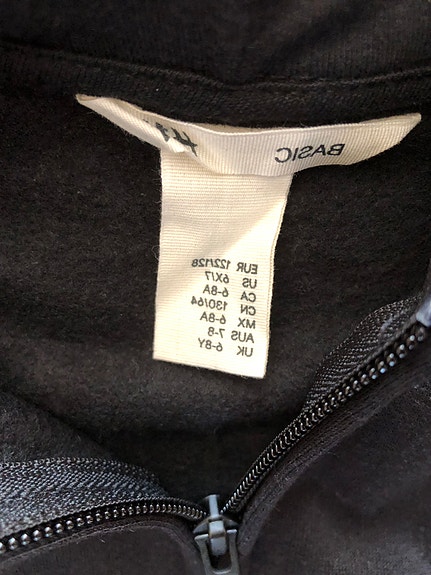 BASIC
EUR 122/128
US 6X/7
CA 6-8A
CN 130/64
MX 6-8A
AUS 7-8
UK 6-8Y